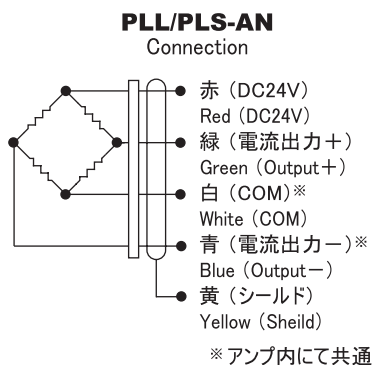 PLL/PLS-AN
Connection
赤（DC24V）
Red（DC24V）
緑（電流出力＋）
Green（Output＋）
白（COM）※
White（COM）
青（電流出力－）※
Blue（Output－）
黄（シールド）
Yellow（Sheild）
※アンプ内にて共通